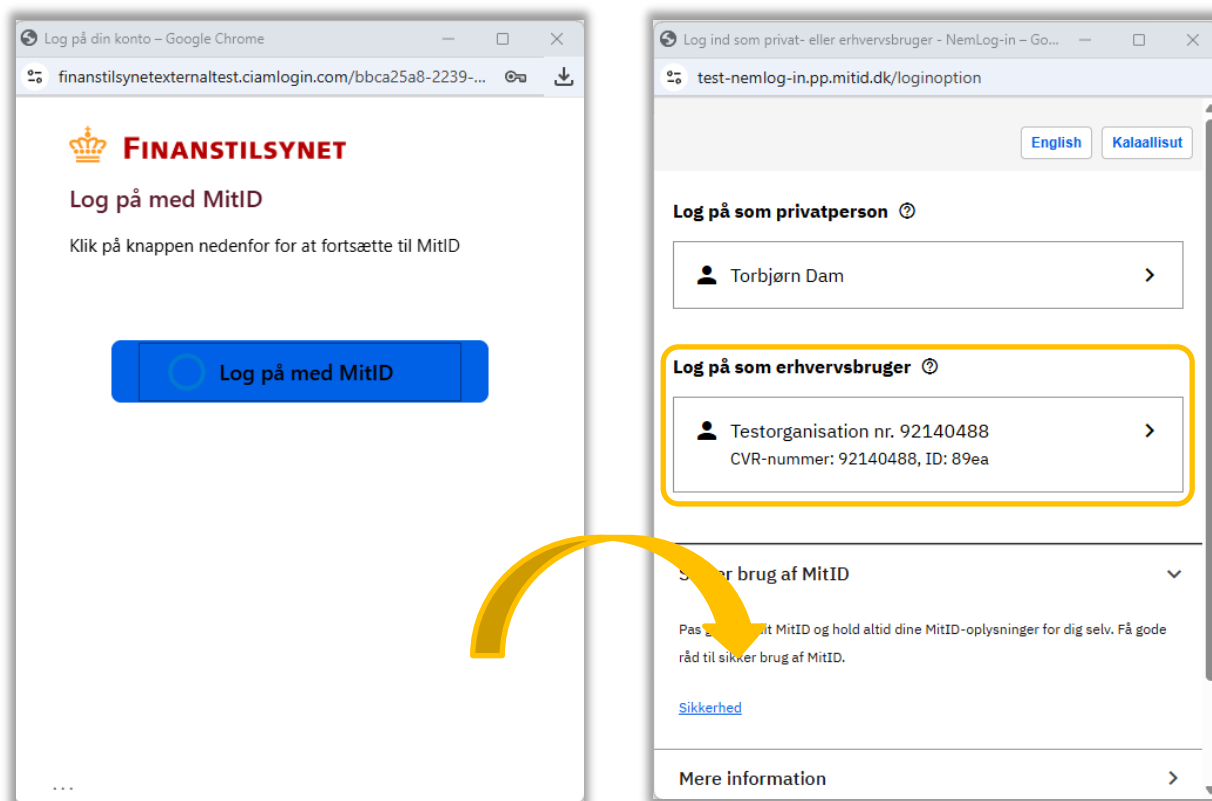 Log på din konto – Google Chrome
finanstilsynetexternaltest.ciamlogin.com/bbca25a8-2239-...
FINANSTILSYNET
Log på med MitID
Klik på knappen nedenfor for at fortsætte til MitID
Log på med MitID
...
Log ind som privat- eller erhvervsbruger - NemLog-in – Go...
test-nemlog-in.pp.mitid.dk/loginoption
English
Kalaallisut
Log på som privatperson
Torbjørn Dam
Log på som erhvervsbruger
Testorganisation nr. 92140488
CVR-nummer: 92140488, ID: 89ea
brug af MitID
Pas MitID og hold altid dine MitID-oplysninger for dig selv. Få gode
råd til sikker brug af MitID.
Sikkerhed
Mere information